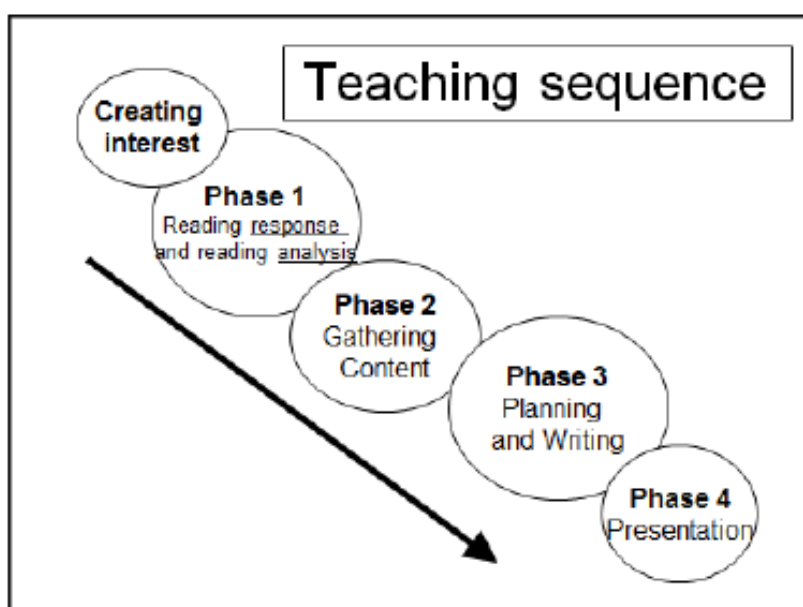 Teaching sequence
Creating
interest
Phase 1
Reading response
and reading analysis
Phase 2
Gathering
Content
Phase 3
Planning
and Writing
Phase 4
Presentation